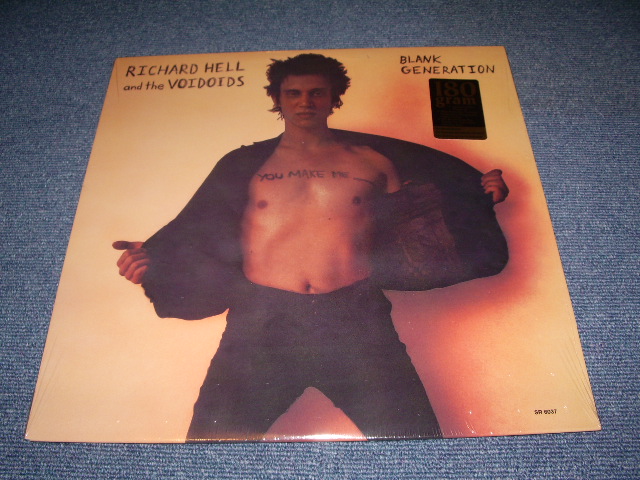 RICHARD HELL
and the VOIDOIDS
BLANK
GENERATION
180
gram
YOU MAKE ME
SR 6037